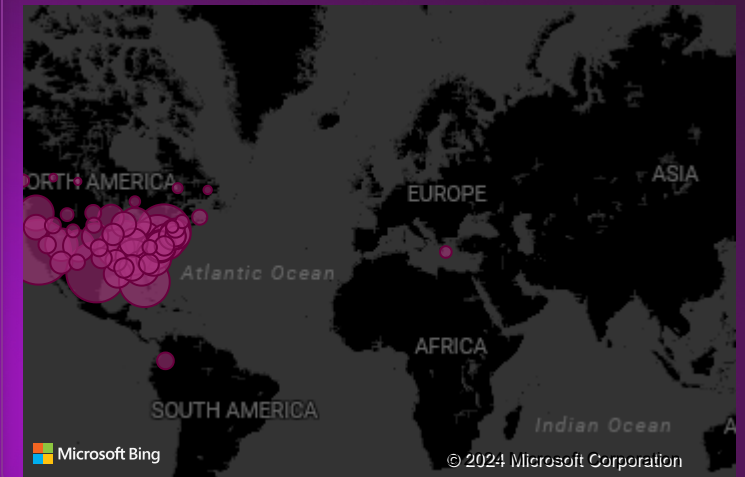 ORTH AMERICA
EUROPE
ASIA
Atlantic Ocean
AFRICA
SOUTH AMERICA
Indian Ocean
A
Microsoft Bing
© 2024 Microsoft Corporation